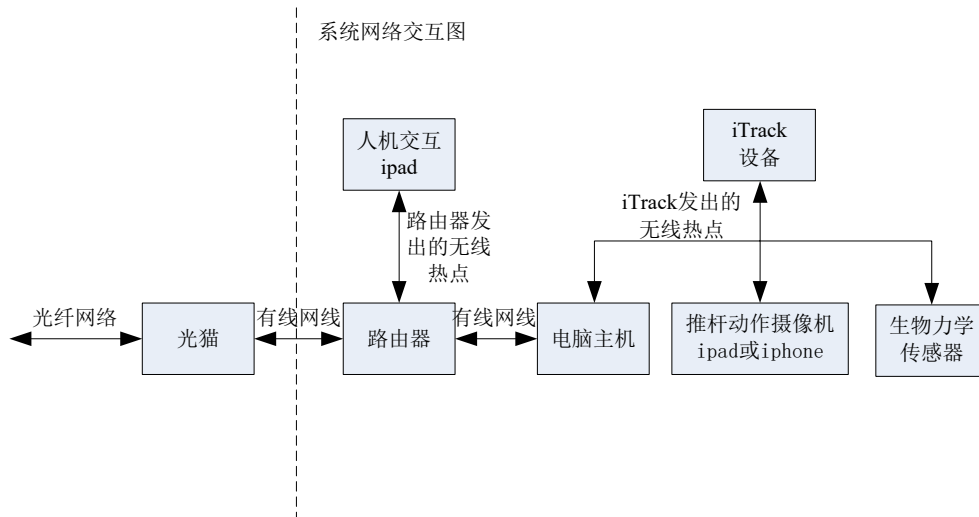 系统网络交互图
人机交互
ipad
iTrack
设备
路由器发
出的无线
热点
iTrack发出的
无线热点
光纤网络
光猫
有线网线
路由器
有线网线
电脑主机
推杆动作摄像机
ipad或iphone
生物力学
传感器